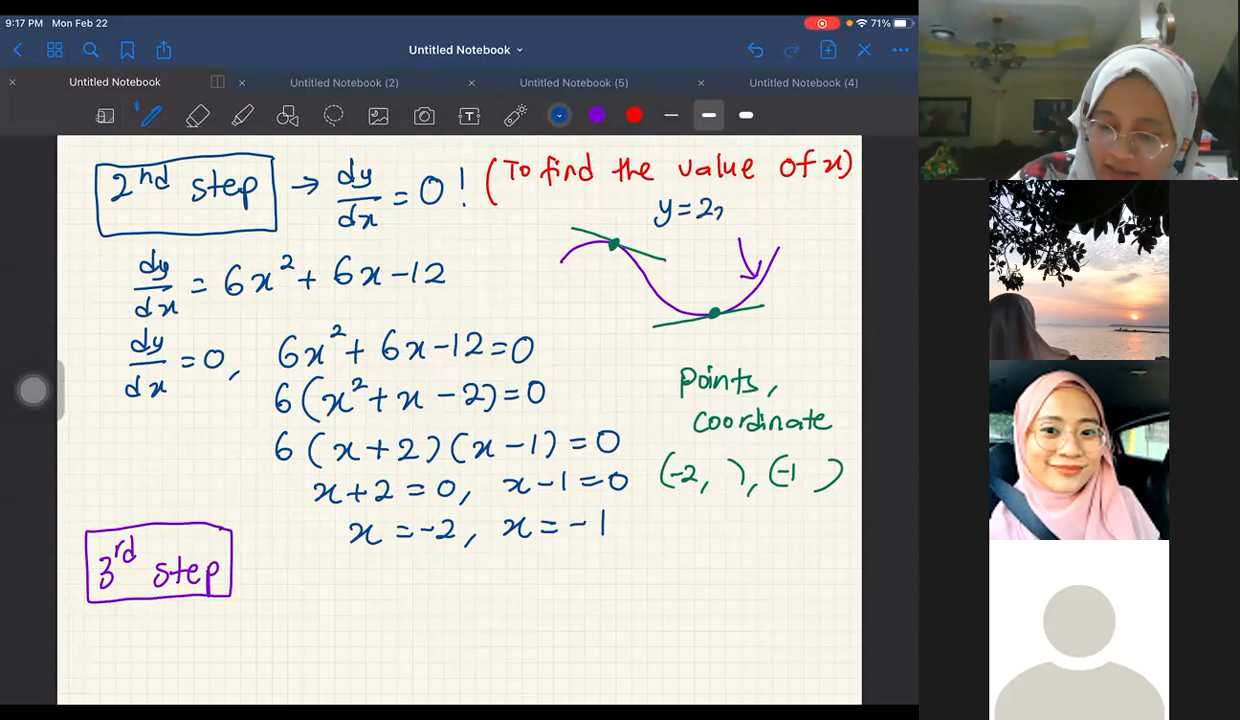 9:17 PM Mon Feb 22
71%
Untitled Notebook
Untitled Notebook
Untitled Notebook (2)
Untitled Notebook (5)
Untitled Notebook (4)
2nd step → dy/dx = 0! (To find the value of x)
y=2
dy/dx = 6x² + 6x-12
dy/dx = 0, 6x² + 6x-12=0
6(x²+x-2)=0
6(x+2)(x-1)=0
x+2=0, x-1=0
x=-2, x=-1
points,
coordinate
(-2, ), (-1 )
3rd step